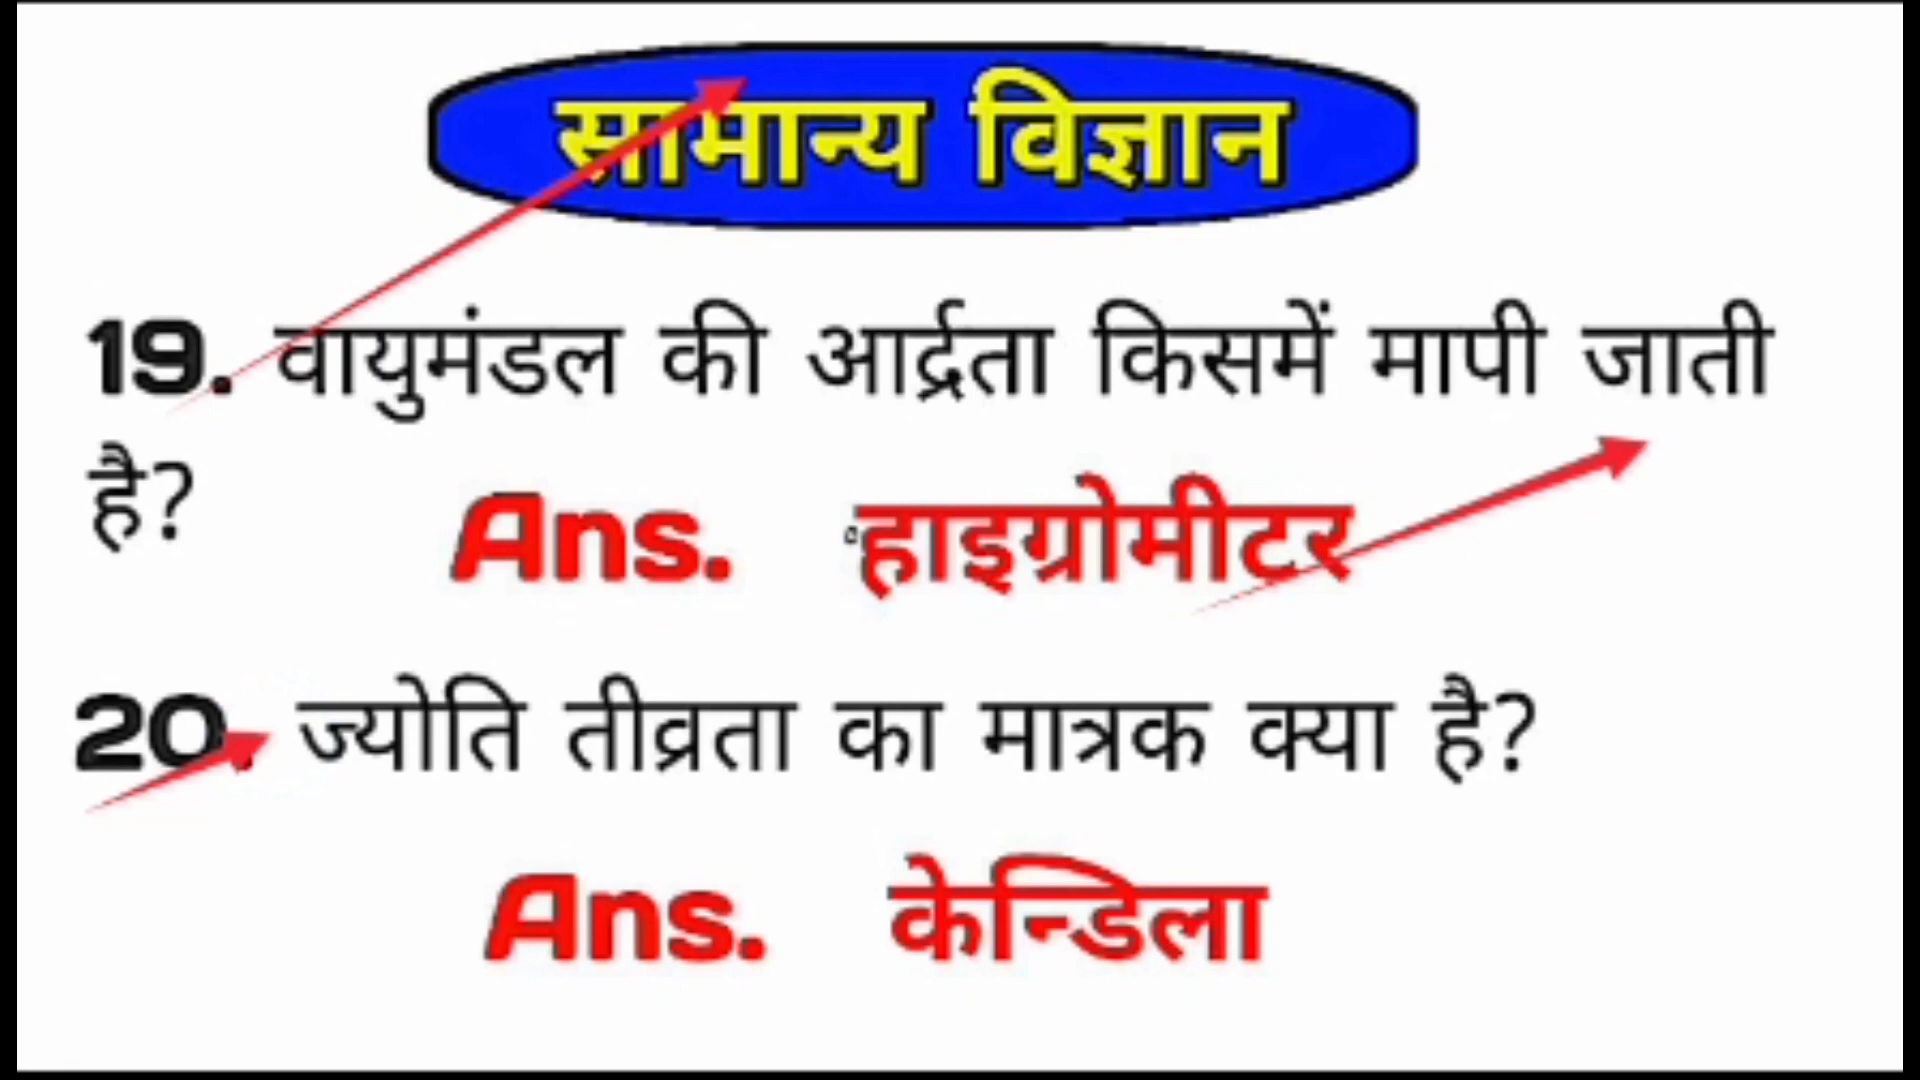 सामान्य विज्ञान
19. वायुमंडल की आर्द्रता किसमें मापी जाती
है?
Ans. हाइग्रोमीटर
20. ज्योति तीव्रता का मात्रक क्या है?
Ans. केन्डिला